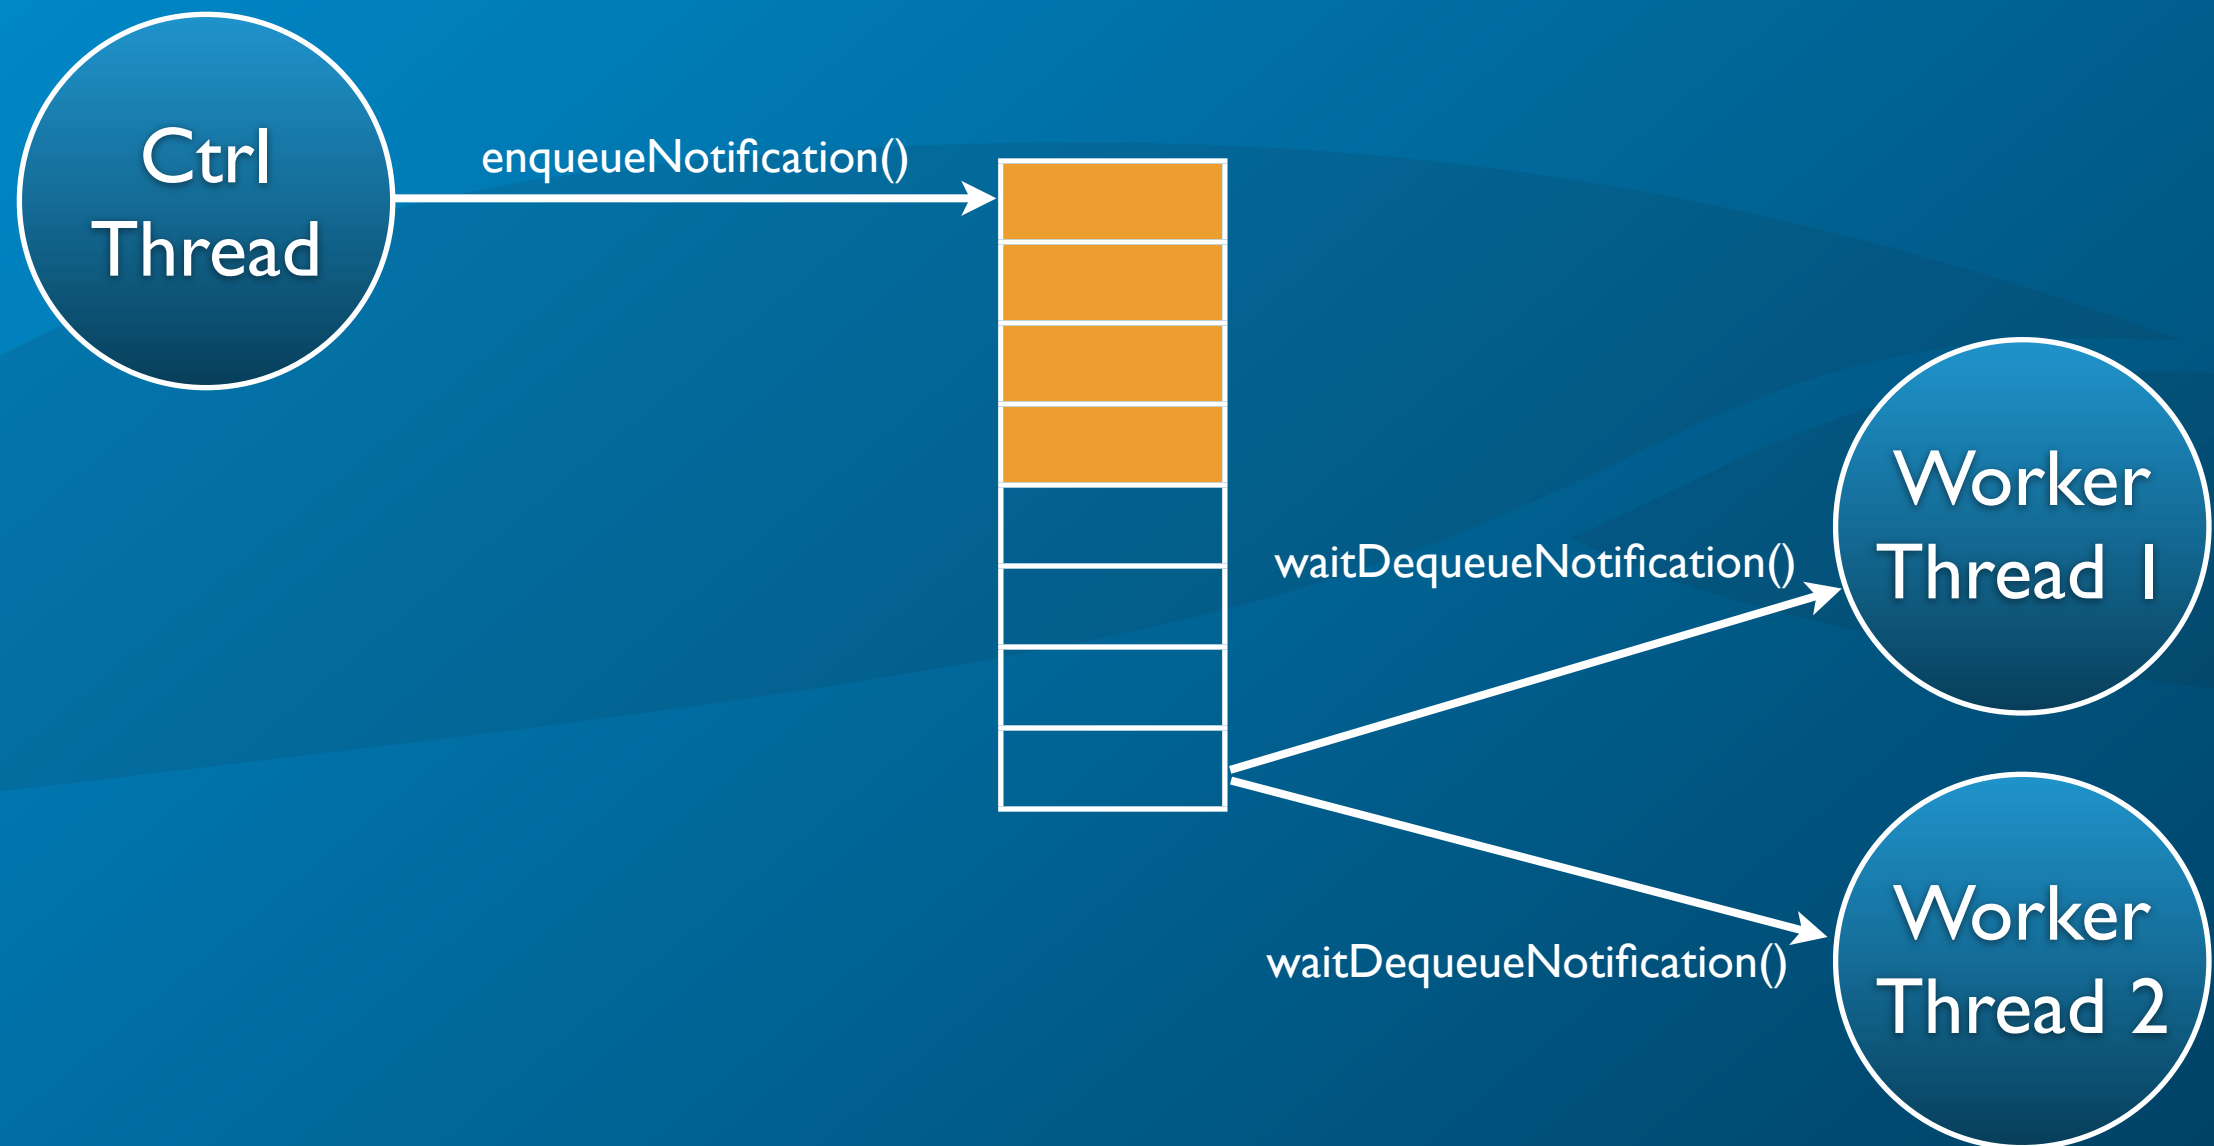 Ctrl
Thread
enqueueNotification()
waitDequeueNotification()
Worker
Thread 1
waitDequeueNotification()
Worker
Thread 2